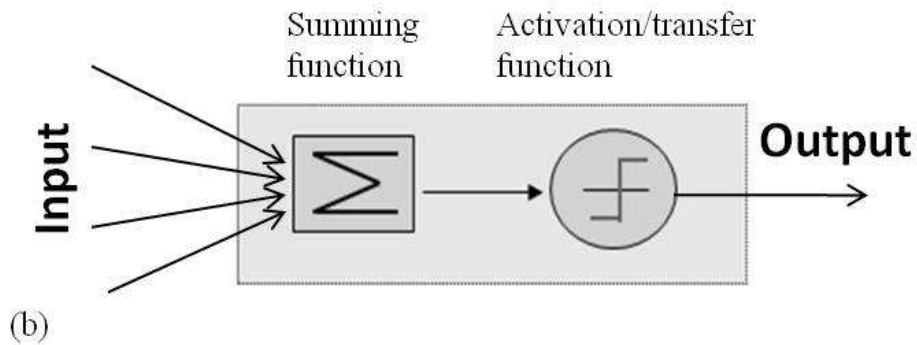 Summing
function
Activation/transfer
function
Input
Σ
Output
(b)